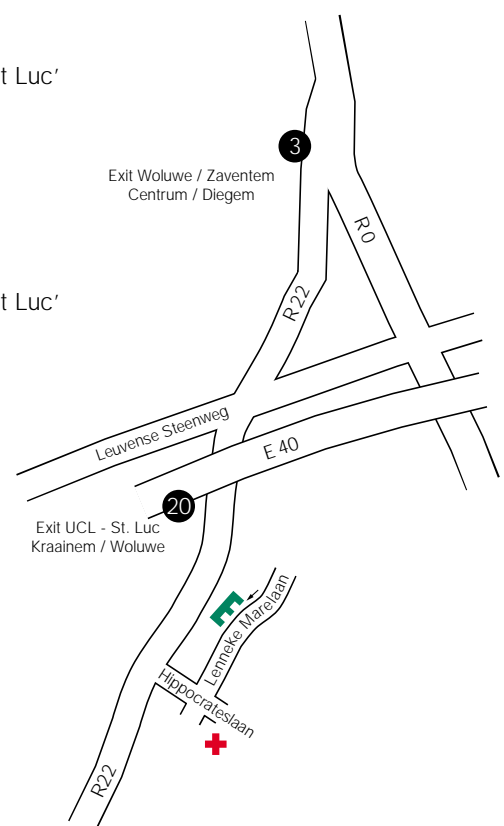 t Luc’
3
Exit Woluwe / Zaventem
Centrum / Diegem
R0
t Luc’
R22
Leuvense Steenweg
E 40
20
Exit UCL - St. Luc
Kraainem / Woluwe
Lenneke Marelaan
Hippocrateslaan
R22